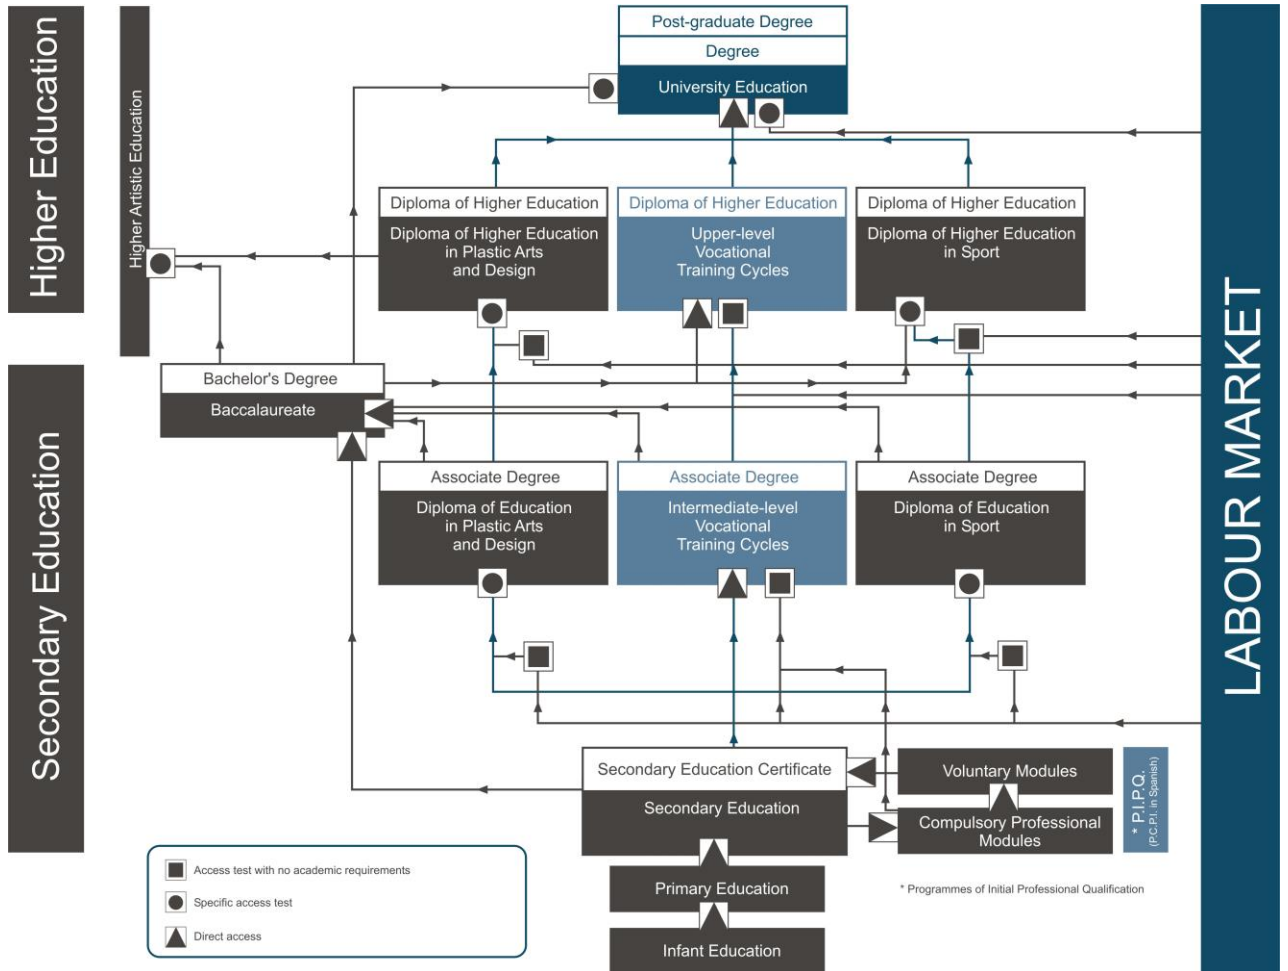 Higher Education
Secondary Education
Higher Artistic Education
Post-graduate Degree
Degree
University Education
Diploma of Higher Education
Diploma of Higher Education
in Plastic Arts
and Design
Diploma of Higher Education
Upper-level
Vocational
Training Cycles
Diploma of Higher Education
Diploma of Higher Education
in Sport
Bachelor's Degree
Baccalaureate
Associate Degree
Diploma of Education
in Plastic Arts
and Design
Associate Degree
Intermediate-level
Vocational
Training Cycles
Associate Degree
Diploma of Education
in Sport
Secondary Education Certificate
Secondary Education
Voluntary Modules
Compulsory Professional
Modules
* P.I.P.Q.
(P.C.P.I. in Spanish)
Primary Education
Infant Education
* Programmes of Initial Professional Qualification
Access test with no academic requirements
Specific access test
Direct access
LABOUR MARKET